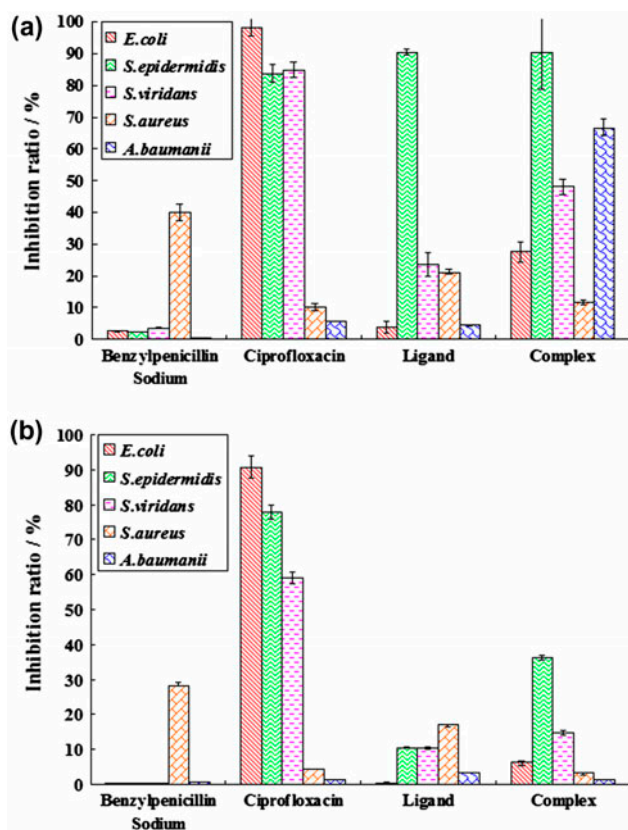 (a)
100
90
80
70
60
50
40
30
20
10
0
Inhibition ratio / %
E.coli
S.epidermidis
S.viridans
S.aureus
A.baumanii
Benzylpenicillin Ciprofloxacin Ligand Complex
Sodium
(b)
100
90
80
70
60
50
40
30
20
10
0
Inhibition ratio / %
E.coli
S.epidermidis
S.viridans
S.aureus
A.baumanii
Benzylpenicillin Ciprofloxacin Ligand Complex
Sodium